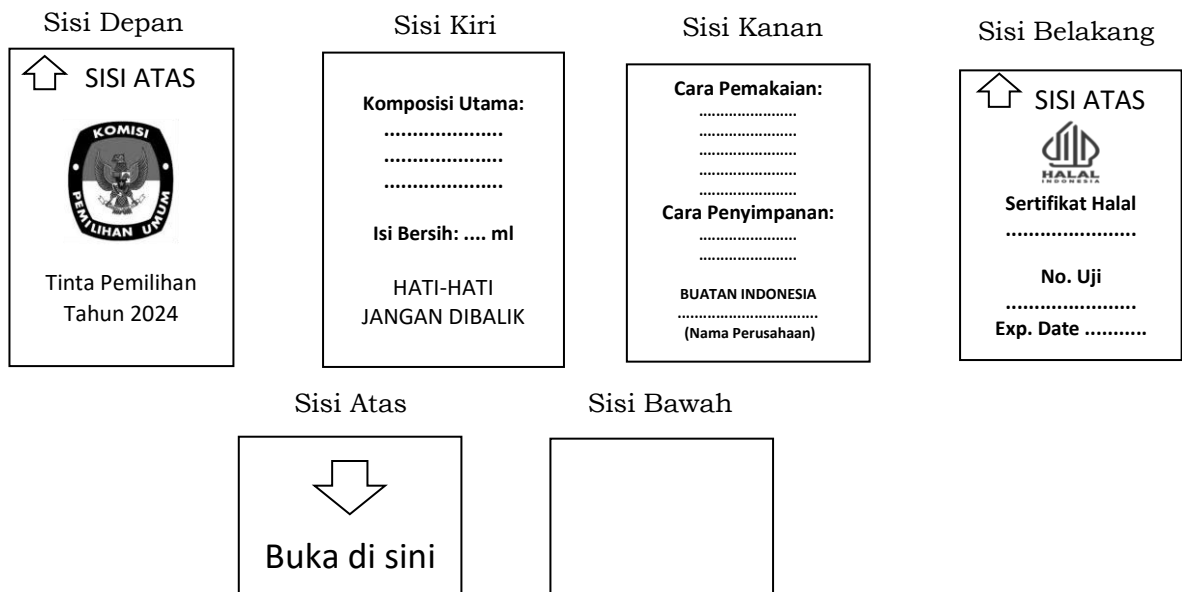 Sisi Depan
SISI ATAS
KOMISI
PEMILIHAN UMUM
Tinta Pemilihan
Tahun 2024
Sisi Kiri
Komposisi Utama:
.....................
.....................
.....................
Isi Bersih: .... ml
HATI-HATI
JANGAN DIBALIK
Sisi Kanan
Cara Pemakaian:
.......................
.......................
.......................
.......................
.......................
Cara Penyimpanan:
.......................
.......................
BUATAN INDONESIA
.................................
(Nama Perusahaan)
Sisi Belakang
SISI ATAS
HALAL
INDONESIA
Sertifikat Halal
.......................
No. Uji
.......................
Exp. Date ...........
Sisi Atas
Buka di sini
Sisi Bawah